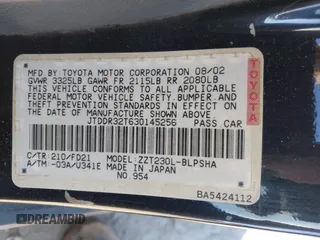 MFD. BY TOYOTA MOTOR CORPORATION 08/02
GVWR 3325LB GAWR FR 2115LB RR 2080LB
THIS VEHICLE CONFORMS TO ALL APPLICABLE
FEDERAL MOTOR VEHICLE SAFETY, BUMPER, AND
THEFT PREVENTION STANDARDS IN EFFECT ON
THE DATE OF MANUFACTURE SHOWN ABOVE.
JTDDR32T630145256 PASS CAR
TOYOTA
C/TR: 210/FD21 MODEL: ZZT230L-BLPSHA
A/TM: -03A/U341E MADE IN JAPAN
NO.954
BA5424112
DREAMBID